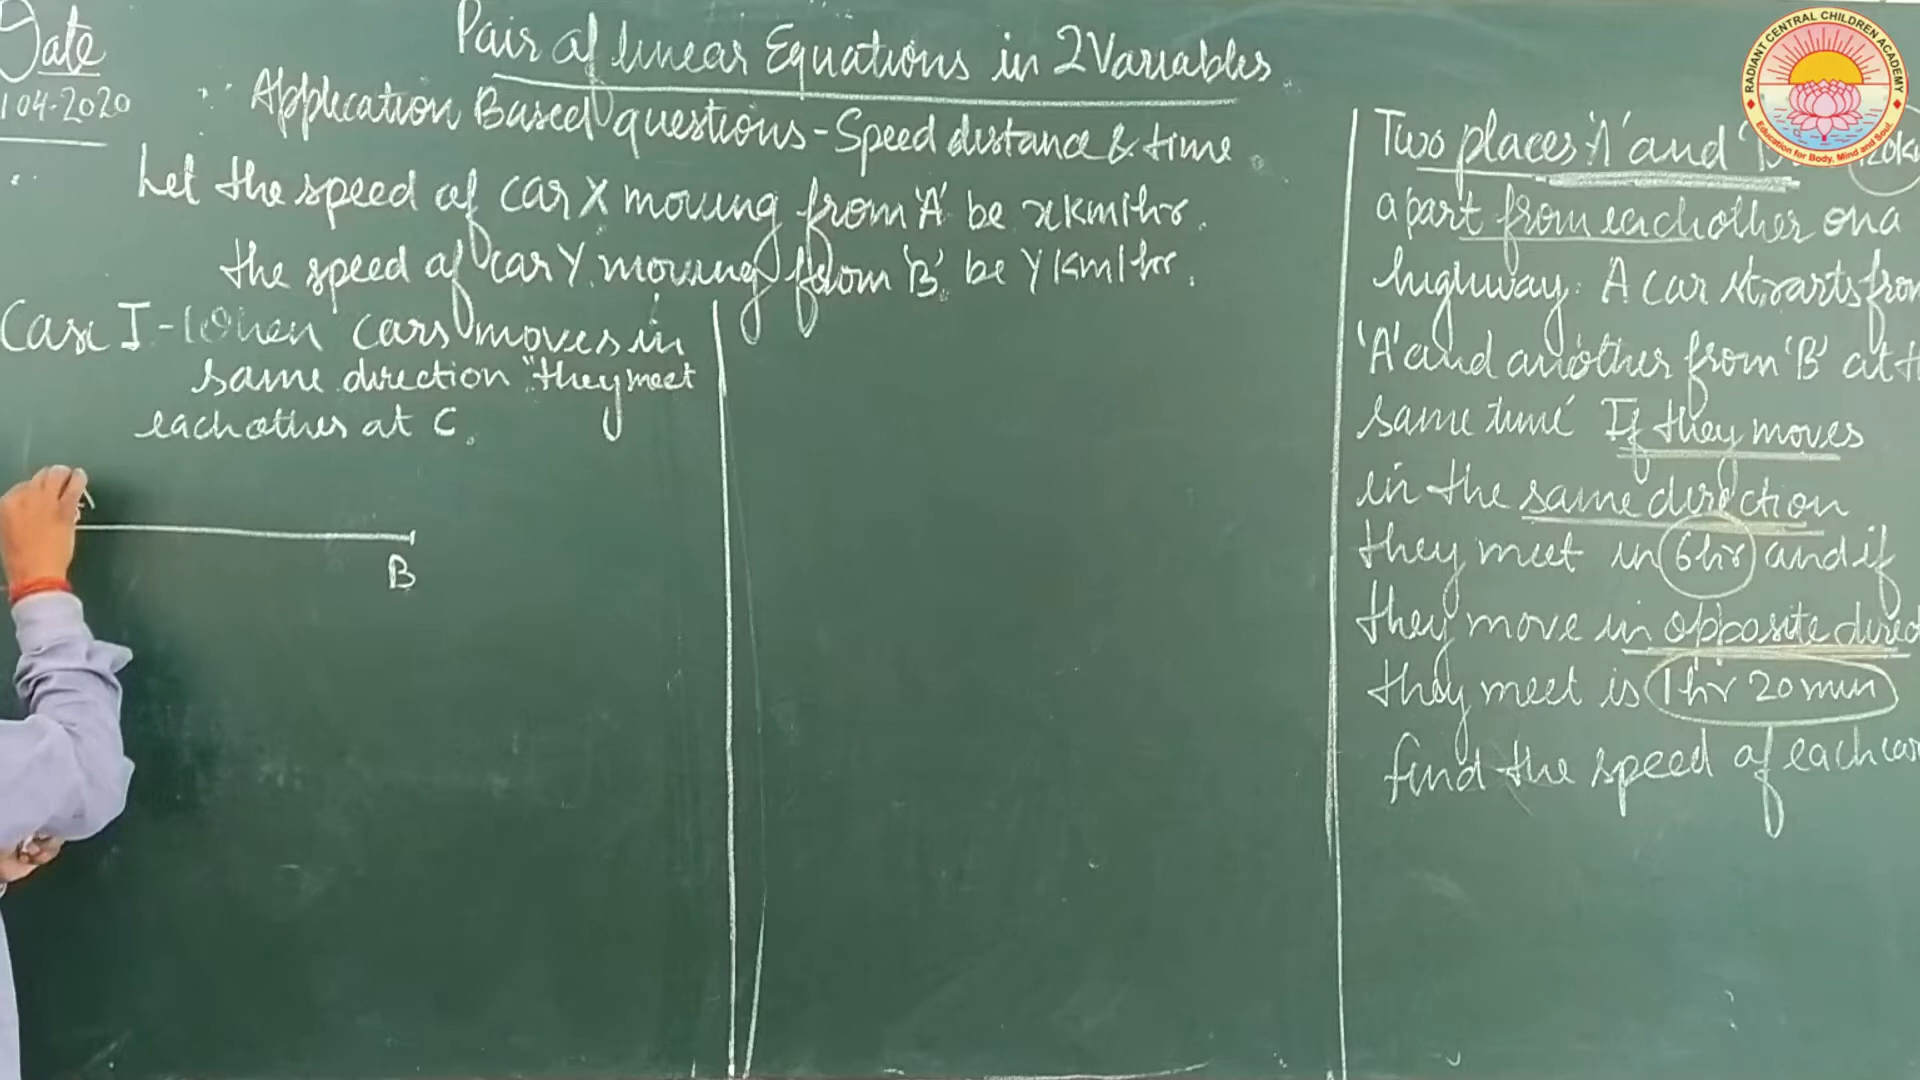 Date
104-2020
Pair of linear Equations in 2 Variables
Application Based questions - Speed distance & time
Let the speed of car X moving from 'A' be x km/hr.
the speed of car Y moving from 'B' be Y km/hr.
Case I - When cars moves in
same direction "they meet
each other at C.
A
B
Two places 'A' and
apart from each other on a
highway. A car starts from
'A' and another from 'B' at
same time If they moves
in the same direction
they meet in 6 hr and if
they move in opposite direct
they meet is 1 hr 20 min
find the speed of each car
RADIANT CENTRAL CHILDREN ACADEMY
Education for Body, Mind and Soul.